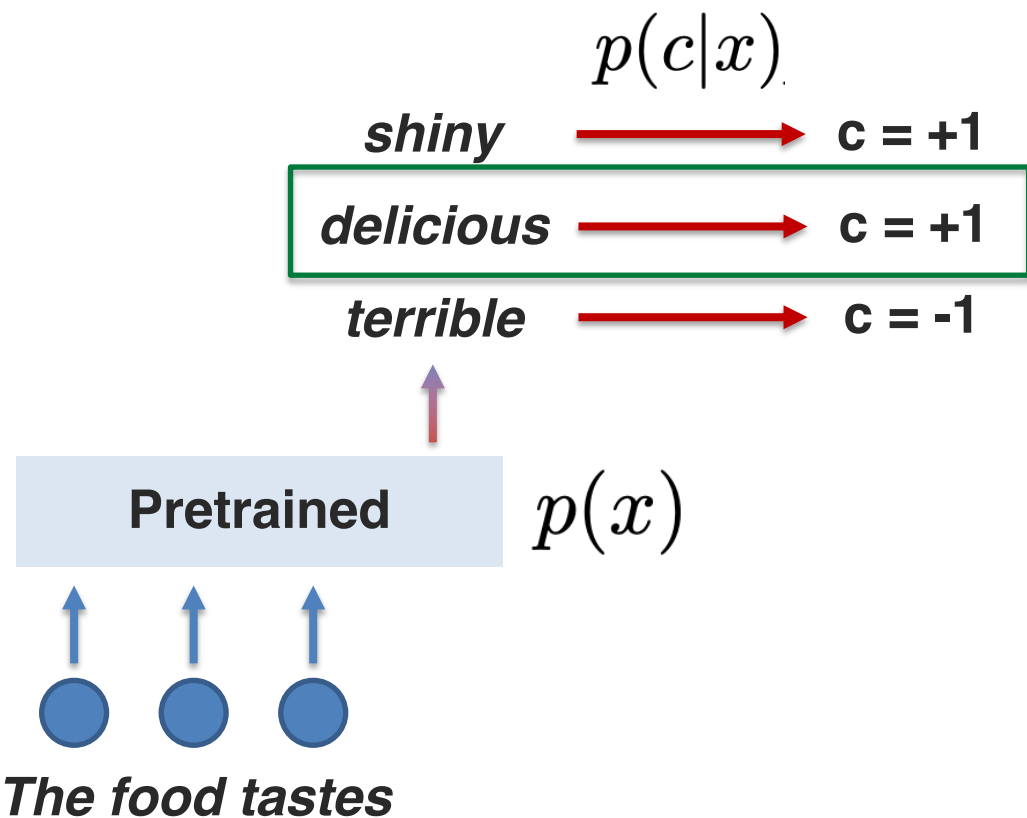 p(c|x)
shiny c = +1
delicious c = +1
terrible c = -1
Pretrained p(x)
The food tastes